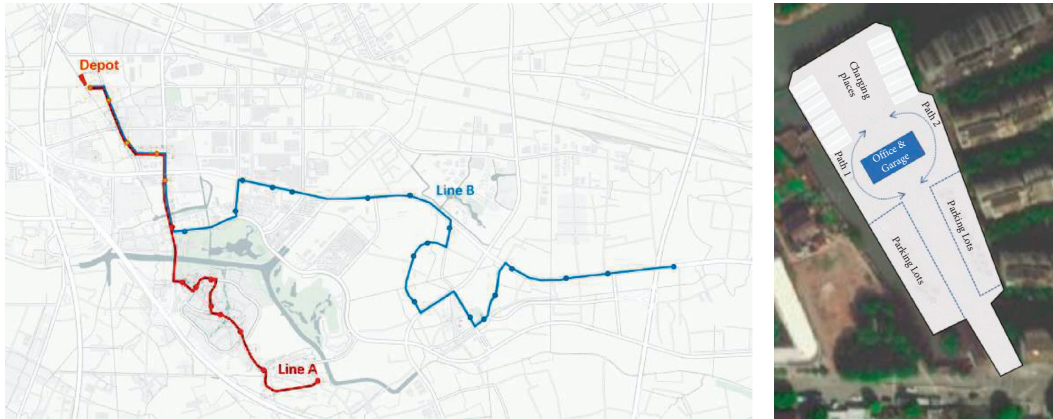 Depot
Line B
Line A
Charging
places
Path 2
Path 1
Office &
Garage
Parking Lots
Parking Lots